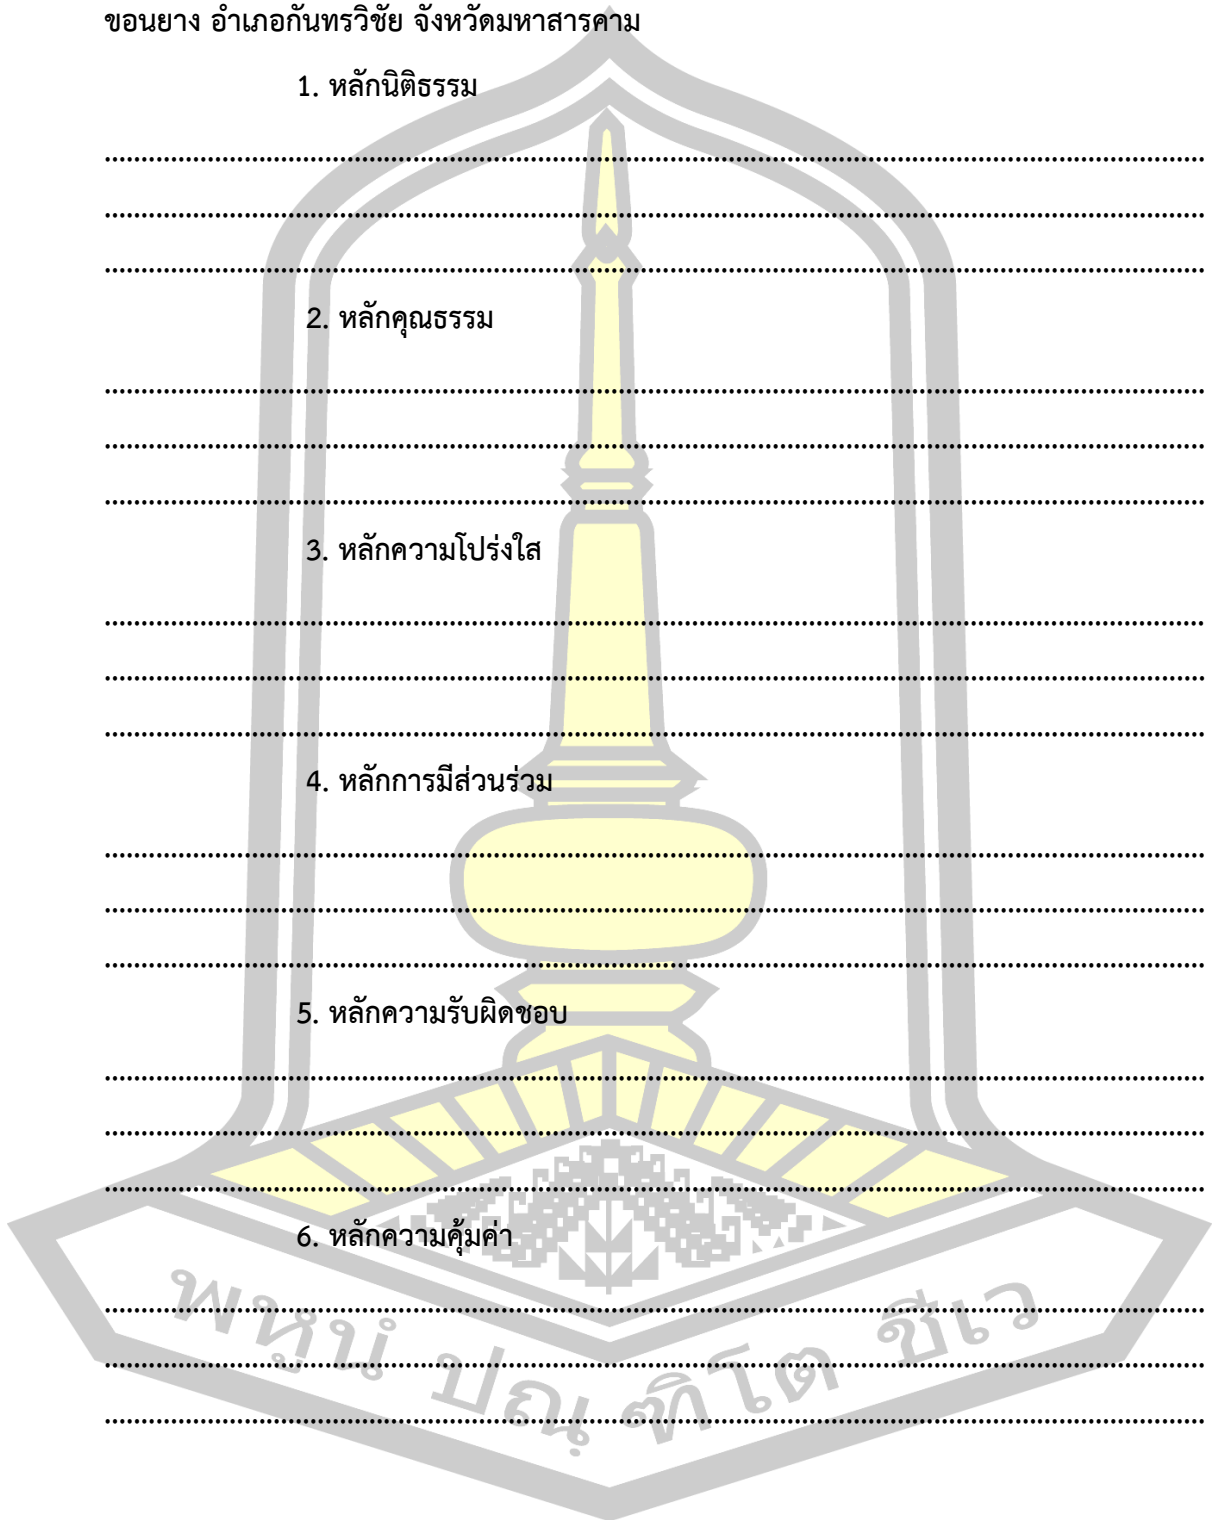 ขอนยาง อำเภอกันทรวิชัย จังหวัดมหาสารคาม
1. หลักนิติธรรม
2. หลักคุณธรรม
3. หลักความโปร่งใส
4. หลักการมีส่วนร่วม
5. หลักความรับผิดชอบ
6. หลักความคุ้มค่า
พหูนํ ปณฺฑิโต ชีเว